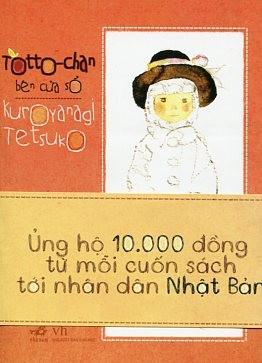 Totto-chan
bên cửa sổ
Kuroyanagi
Tetsuko
Ủng hộ 10.000 đồng
từ mỗi cuốn sách
tới nhân dân Nhật Bản